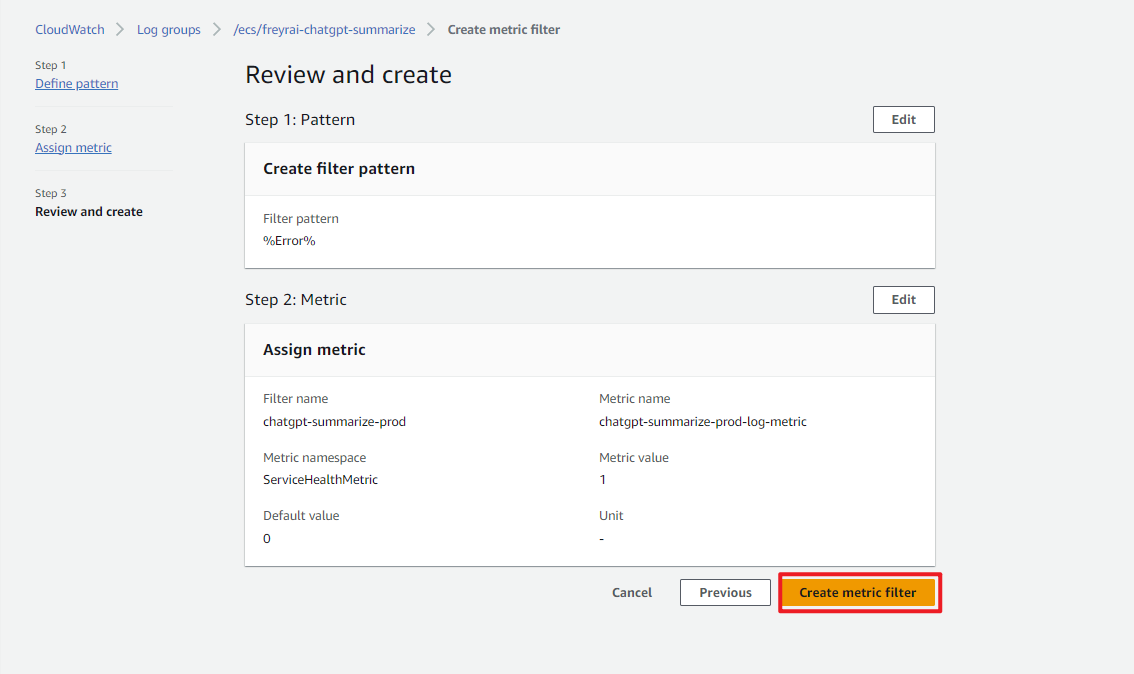 CloudWatch > Log groups > /ecs/freyrai-chatgpt-summarize > Create metric filter
Step 1
Define pattern
Step 2
Assign metric
Step 3
Review and create
Review and create
Step 1: Pattern
Edit
Create filter pattern
Filter pattern
%Error%
Step 2: Metric
Edit
Assign metric
Filter name
chatgpt-summarize-prod
Metric name
chatgpt-summarize-prod-log-metric
Metric namespace
ServiceHealthMetric
Metric value
1
Default value
0
Unit
-
Cancel
Previous
Create metric filter